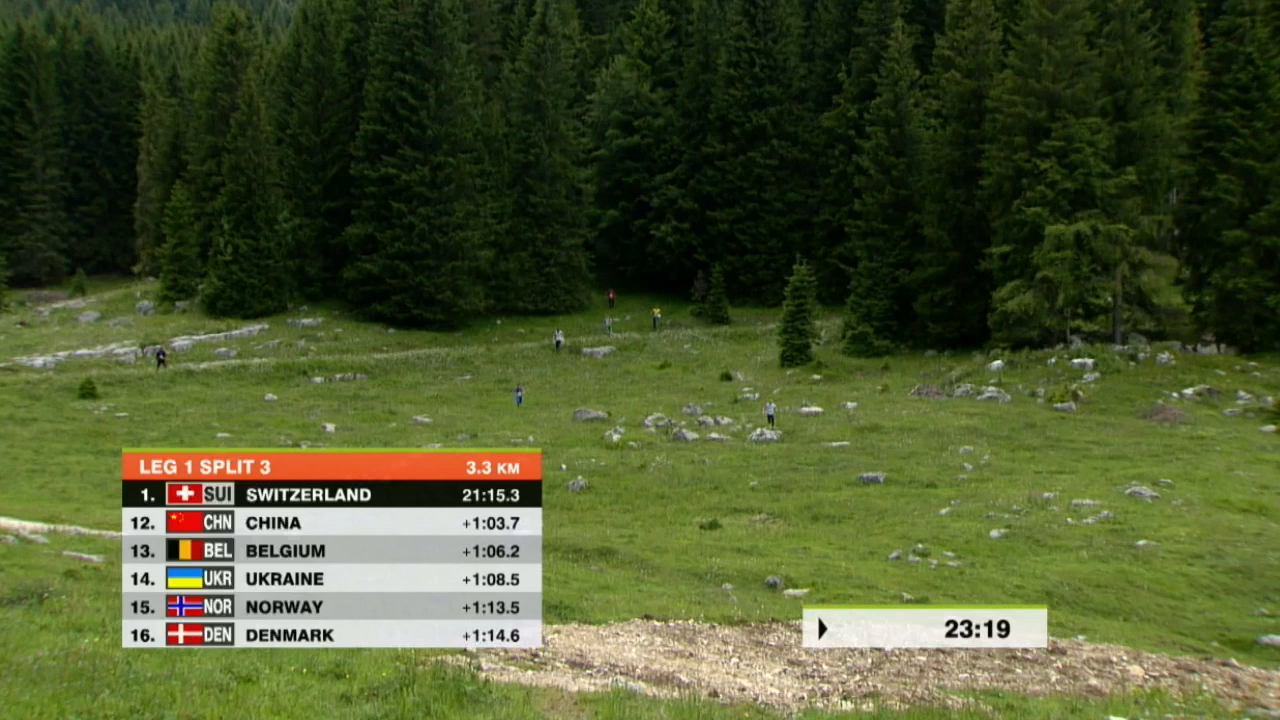 LEG 1 SPLIT 3 3.3 KM
1. SUI SWITZERLAND 21:15.3
12. CHN CHINA +1:03.7
13. BEL BELGIUM +1:06.2
14. UKR UKRAINE +1:08.5
15. NOR NORWAY +1:13.5
16. DEN DENMARK +1:14.6
23:19